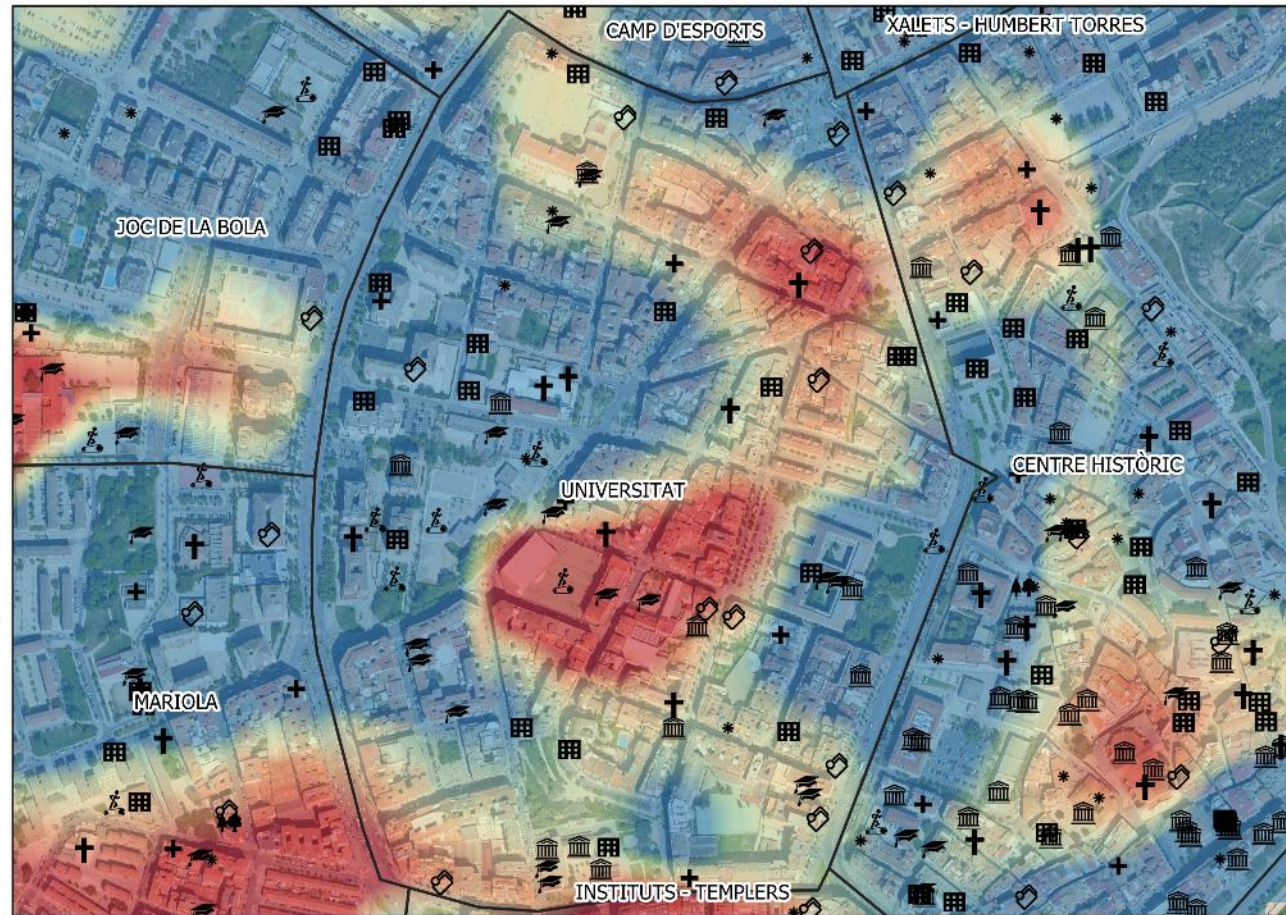 CAMP D'ESPORTS
XALETS - HUMBERT TORRES
JOC DE LA BOLA
UNIVERSITAT
CENTRE HISTÒRIC
MARIOLA
INSTITUTS - TEMPLERS